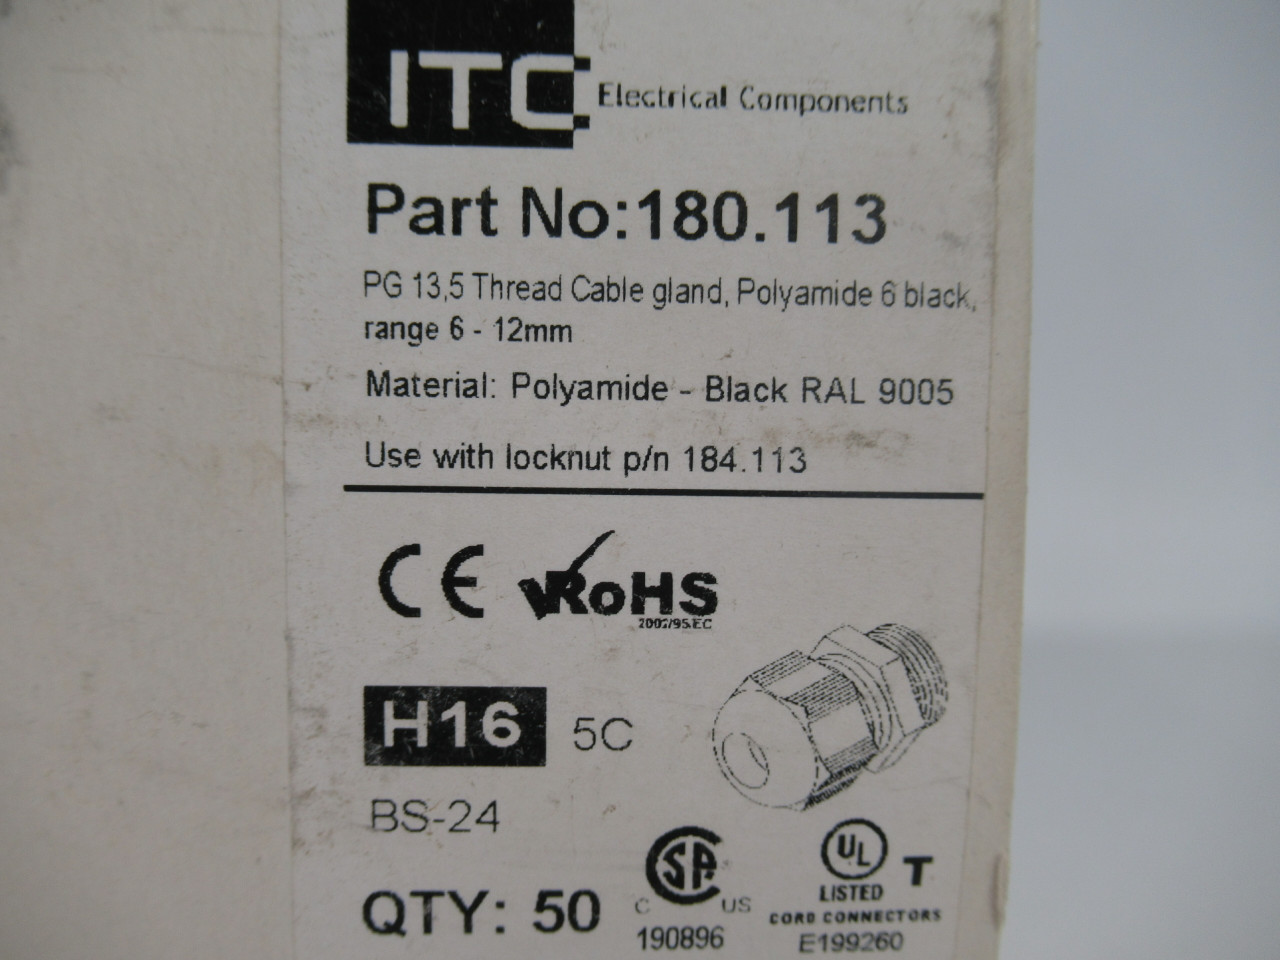 ITC Electrical Components
Part No:180.113
PG 13,5 Thread Cable gland, Polyamide 6 black,
range 6 - 12mm
Material: Polyamide - Black RAL 9005
Use with locknut p/n 184.113
CE RoHS
2002/95/EC
H16 5C
BS-24
QTY: 50
C SA US
190896
UL T
LISTED
CORD CONNECTORS
E199260